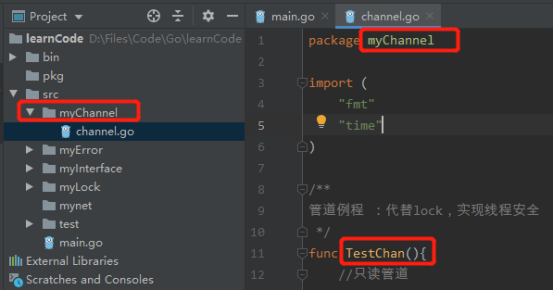 Project
learnCode D:\Files\Code\Go\learnCode
bin
pkg
src
myChannel
channel.go
myError
myInterface
myLock
mynet
test
main.go
External Libraries
Scratches and Consoles
main.go
channel.go
1 package myChannel
2
3 import (
4 "fmt"
5 "time"
6 )
7
8 /**
9 管道例程 ：代替lock，实现线程安全
10 */
11 func TestChan(){
12 //只读管道